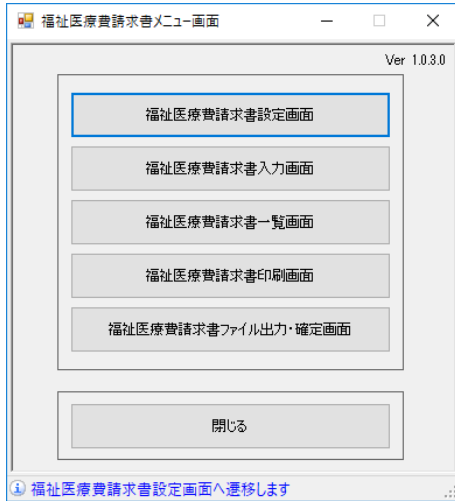 福祉医療費請求書メニュー画面
Ver 1.0.3.0
福祉医療費請求書設定画面
福祉医療費請求書入力画面
福祉医療費請求書一覧画面
福祉医療費請求書印刷画面
福祉医療費請求書ファイル出力・確定画面
閉じる
福祉医療費請求書設定画面へ遷移します